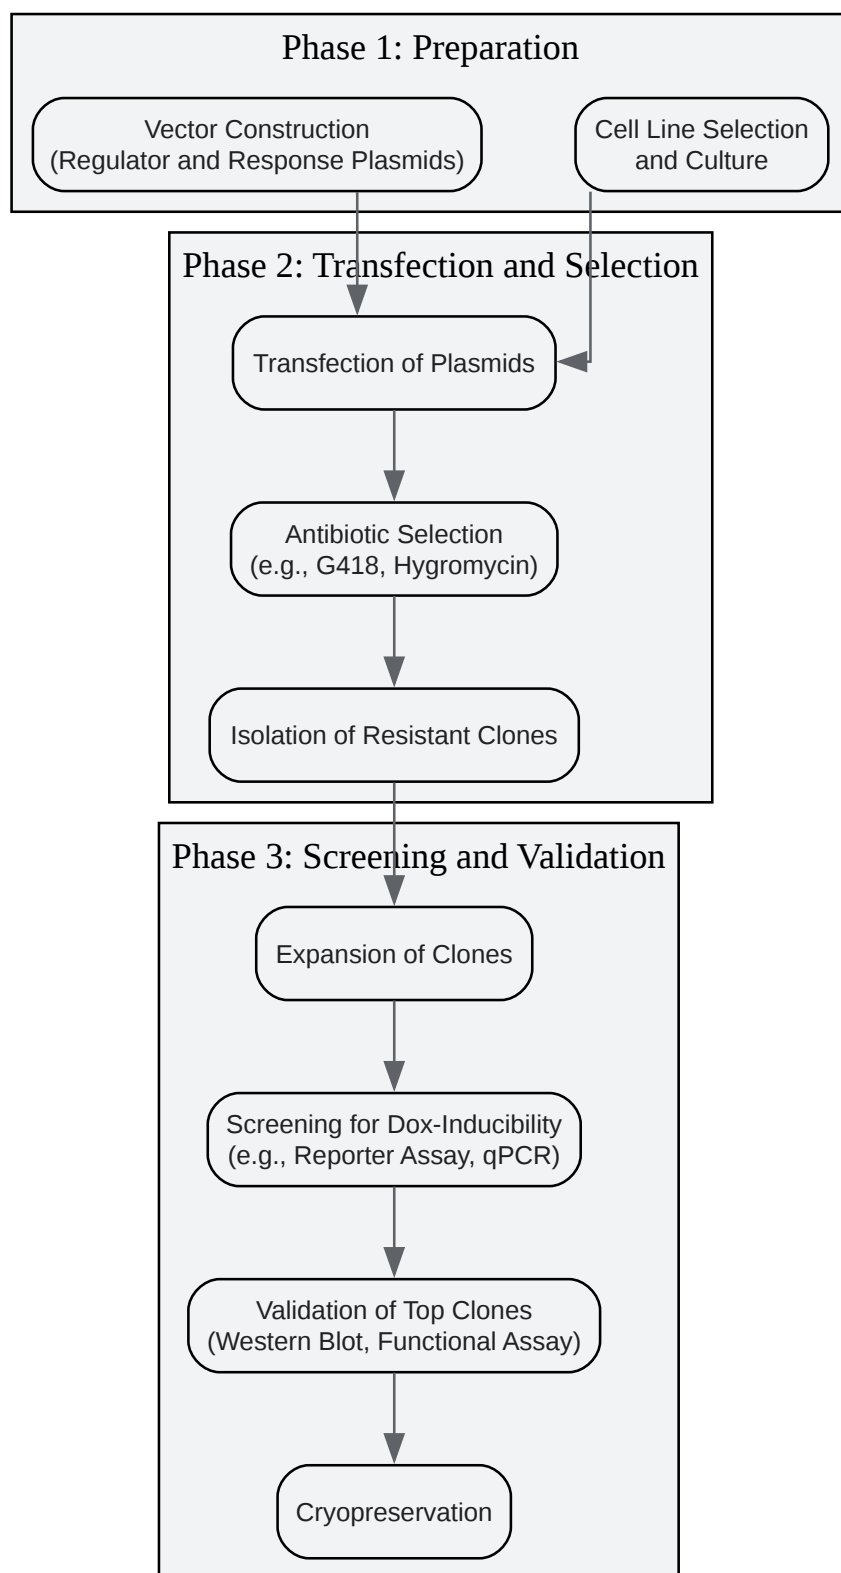 Phase 1: Preparation
Vector Construction
(Regulator and Response Plasmids)
Cell Line Selection
and Culture
Phase 2: Transfection and Selection
Transfection of Plasmids
Antibiotic Selection
(e.g., G418, Hygromycin)
Isolation of Resistant Clones
Phase 3: Screening and Validation
Expansion of Clones
Screening for Dox-Inducibility
(e.g., Reporter Assay, qPCR)
Validation of Top Clones
(Western Blot, Functional Assay)
Cryopreservation